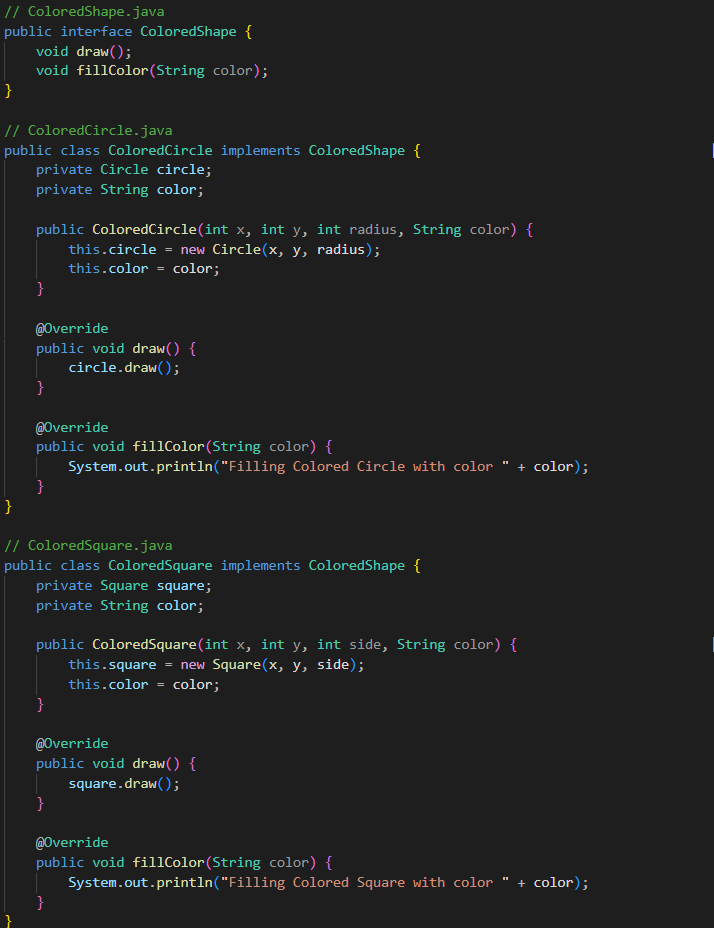 // ColoredShape.java
public interface ColoredShape {
    void draw();
    void fillColor(String color);
}

// ColoredCircle.java
public class ColoredCircle implements ColoredShape {
    private Circle circle;
    private String color;

    public ColoredCircle(int x, int y, int radius, String color) {
        this.circle = new Circle(x, y, radius);
        this.color = color;
    }

    @Override
    public void draw() {
        circle.draw();
    }

    @Override
    public void fillColor(String color) {
        System.out.println("Filling Colored Circle with color " + color);
    }
}

// ColoredSquare.java
public class ColoredSquare implements ColoredShape {
    private Square square;
    private String color;

    public ColoredSquare(int x, int y, int side, String color) {
        this.square = new Square(x, y, side);
        this.color = color;
    }

    @Override
    public void draw() {
        square.draw();
    }

    @Override
    public void fillColor(String color) {
        System.out.println("Filling Colored Square with color " + color);
    }
}